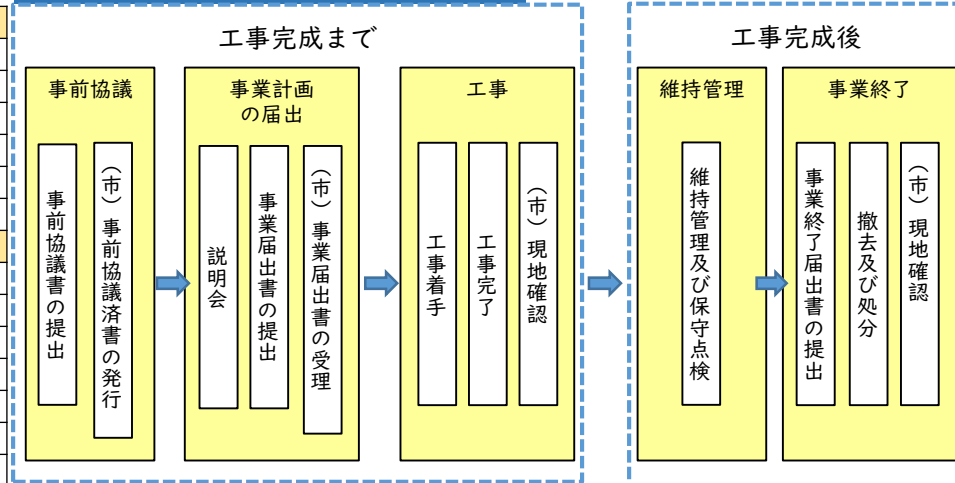 工事完成まで
事前協議
事前協議書の提出
(市)事前協議済書の発行
事業計画
の届出
説明会
事業届出書の提出
(市)事業届出書の受理
工事
工事着手
工事完了
(市)現地確認
工事完成後
維持管理
維持管理及び保守点検
事業終了
事業終了届出書の提出
撤去及び処分
(市)現地確認